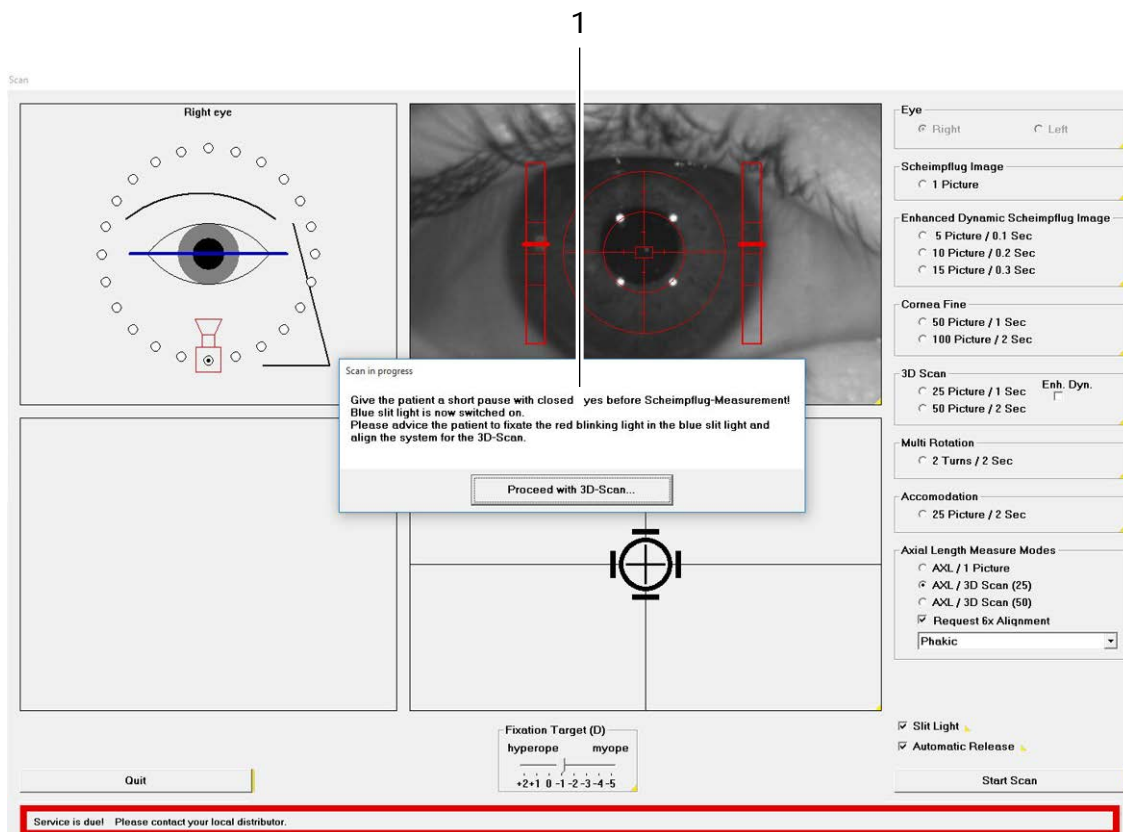 1
Scan
Right eye
Scan in progress
Give the patient a short pause with closed yes before Scheimpflug-Measurement!
Blue slit light is now switched on.
Please advice the patient to fixate the red blinking light in the blue slit light and
align the system for the 3D-Scan.
Proceed with 3D-Scan...
Fixation Target (D)
hyperope myope
+2+1 0 -1 -2 -3 -4 -5
Quit
Eye
Right Left
Scheimpflug Image
1 Picture
Enhanced Dynamic Scheimpflug Image
5 Picture / 0.1 Sec
10 Picture / 0.2 Sec
15 Picture / 0.3 Sec
Cornea Fine
50 Picture / 1 Sec
100 Picture / 2 Sec
3D Scan
25 Picture / 1 Sec Enh. Dyn.
50 Picture / 2 Sec
Multi Rotation
2 Turns / 2 Sec
Accomodation
25 Picture / 2 Sec
Axial Length Measure Modes
AXL / 1 Picture
AXL / 3D Scan (25)
AXL / 3D Scan (50)
Request 6x Alignment
Phakic
Slit Light
Automatic Release
Start Scan
Service is due! Please contact your local distributor.